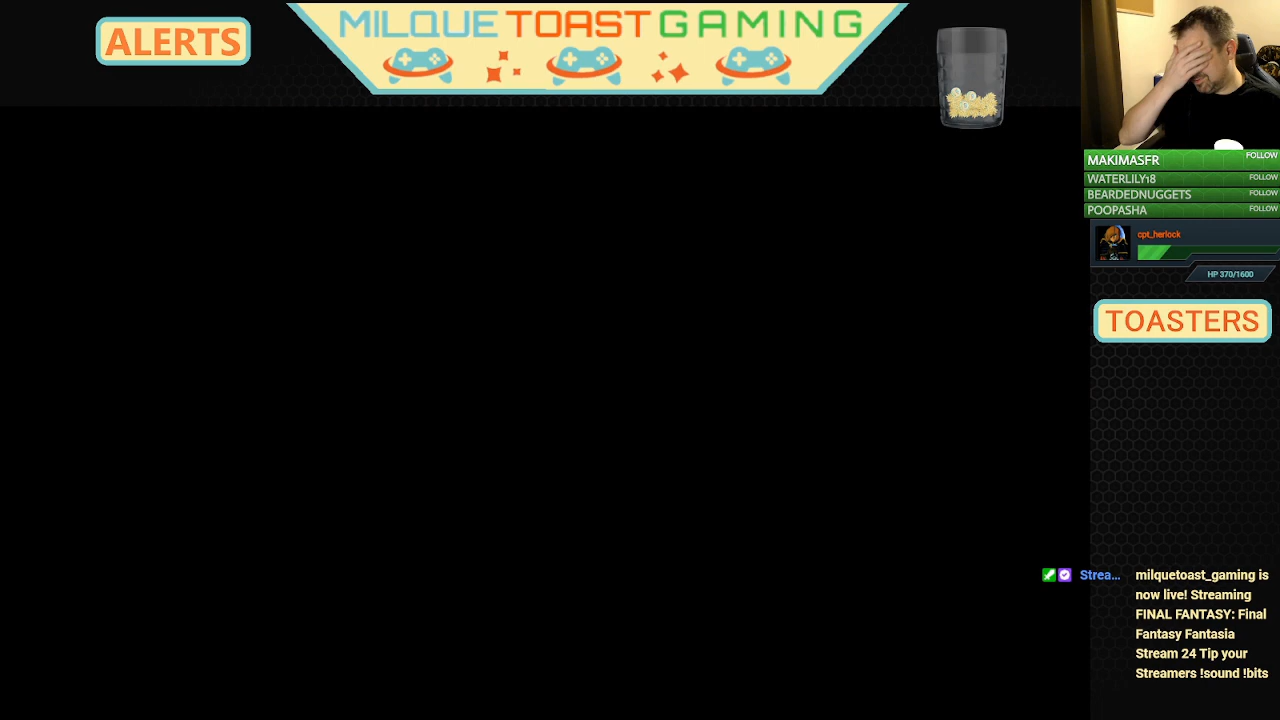 ALERTS
MILQUE TOAST GAMING
MAKIMASFR FOLLOW
WATERLILY18 FOLLOW
BEARDEDNUGGETS FOLLOW
POOPASHA FOLLOW
cpt_herlock
HP 370/1600
TOASTERS
Strea... milquetoast_gaming is
now live! Streaming
FINAL FANTASY: Final
Fantasy Fantasia
Stream 24 Tip your
Streamers !sound !bits